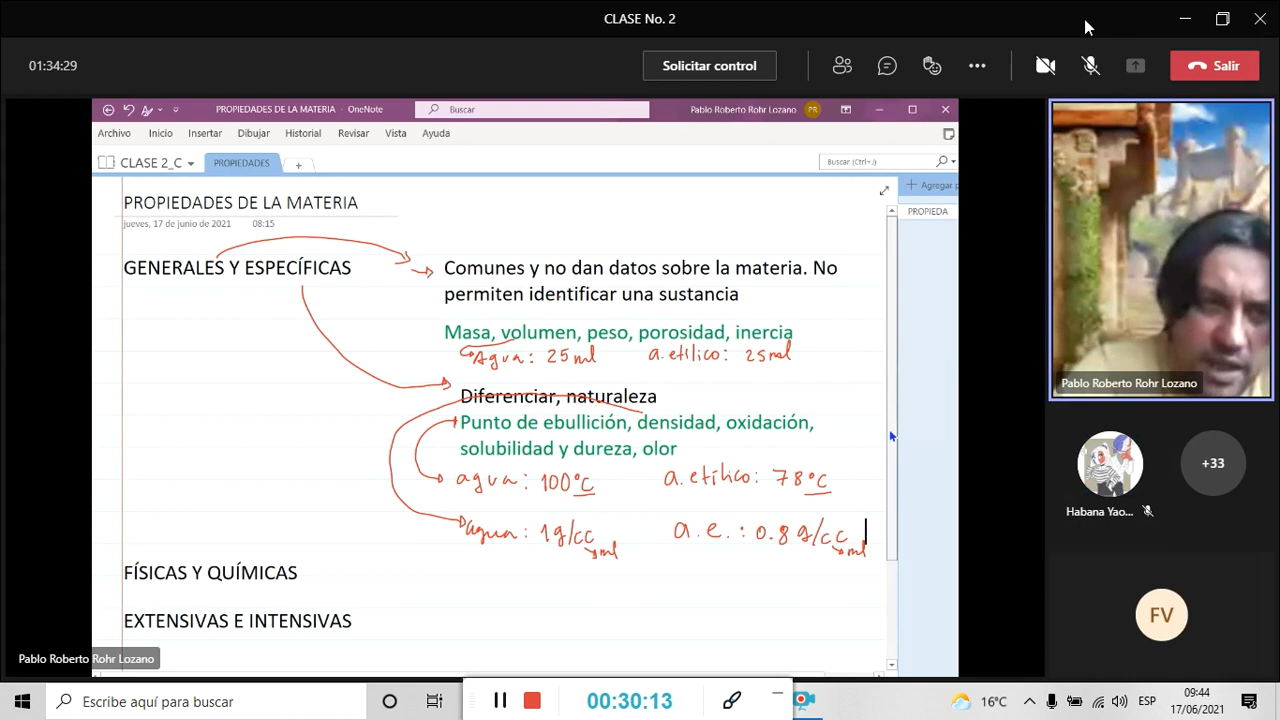 CLASE No. 2
01:34:29
Solicitar control
Salir
PROPIEDADES DE LA MATERIA - OneNote
Buscar
Pablo Roberto Rohr Lozano
PR
Archivo Inicio Insertar Dibujar Historial Revisar Vista Ayuda
CLASE 2_C
PROPIEDADES
Buscar (Ctrl+/)
PROPIEDADES DE LA MATERIA
Agregar p
jueves, 17 de junio de 2021 08:15
PROPIEDA
GENERALES Y ESPECÍFICAS
Comunes y no dan datos sobre la materia. No
permiten identificar una sustancia
Masa, volumen, peso, porosidad, inercia
Agua: 25 ml a. etílico: 25 ml
Diferenciar, naturaleza
Punto de ebullición, densidad, oxidación,
solubilidad y dureza, olor
agua: 100°C a. etílico: 78°C
agua: 1g/cc a. e.: 0.8 g/cc
ml ml
FÍSICAS Y QUÍMICAS
EXTENSIVAS E INTENSIVAS
Pablo Roberto Rohr Lozano
Pablo Roberto Rohr Lozano
+33
Habana Yao...
FV
Escribe aquí para buscar
00:30:13
16°C
ESP
09:44
17/06/2021